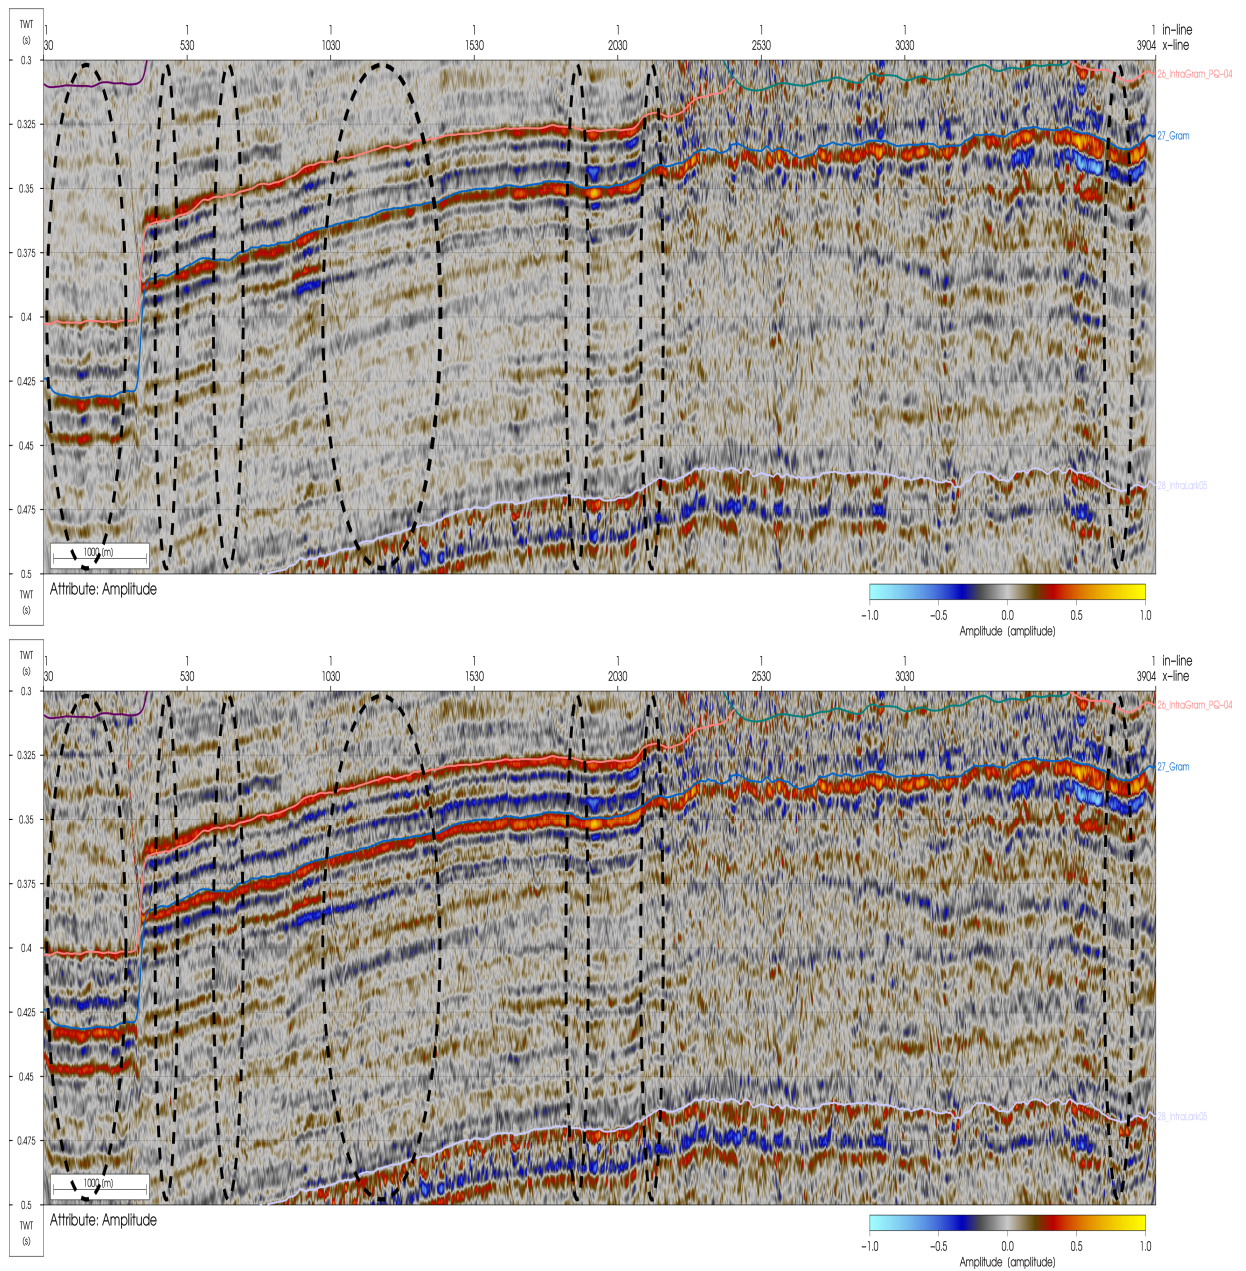 TWT
(s)
1 1 1 1 1 1 1 1 in-line
30 530 1030 1530 2030 2530 3030 3904 x-line
0.3
26_IntraGram_PQ-04
0.325
27_Gram
0.35
0.375
0.4
0.425
0.45
0.475
28_IntraLark05
1000 (m)
0.5
TWT
(s)
Attribute: Amplitude
-1.0 -0.5 0.0 0.5 1.0
Amplitude (amplitude)
TWT
(s)
1 1 1 1 1 1 1 1 in-line
30 530 1030 1530 2030 2530 3030 3904 x-line
0.3
26_IntraGram_PQ-04
0.325
27_Gram
0.35
0.375
0.4
0.425
0.45
28_IntraLark05
0.475
1000 (m)
0.5
TWT
(s)
Attribute: Amplitude
-1.0 -0.5 0.0 0.5 1.0
Amplitude (amplitude)